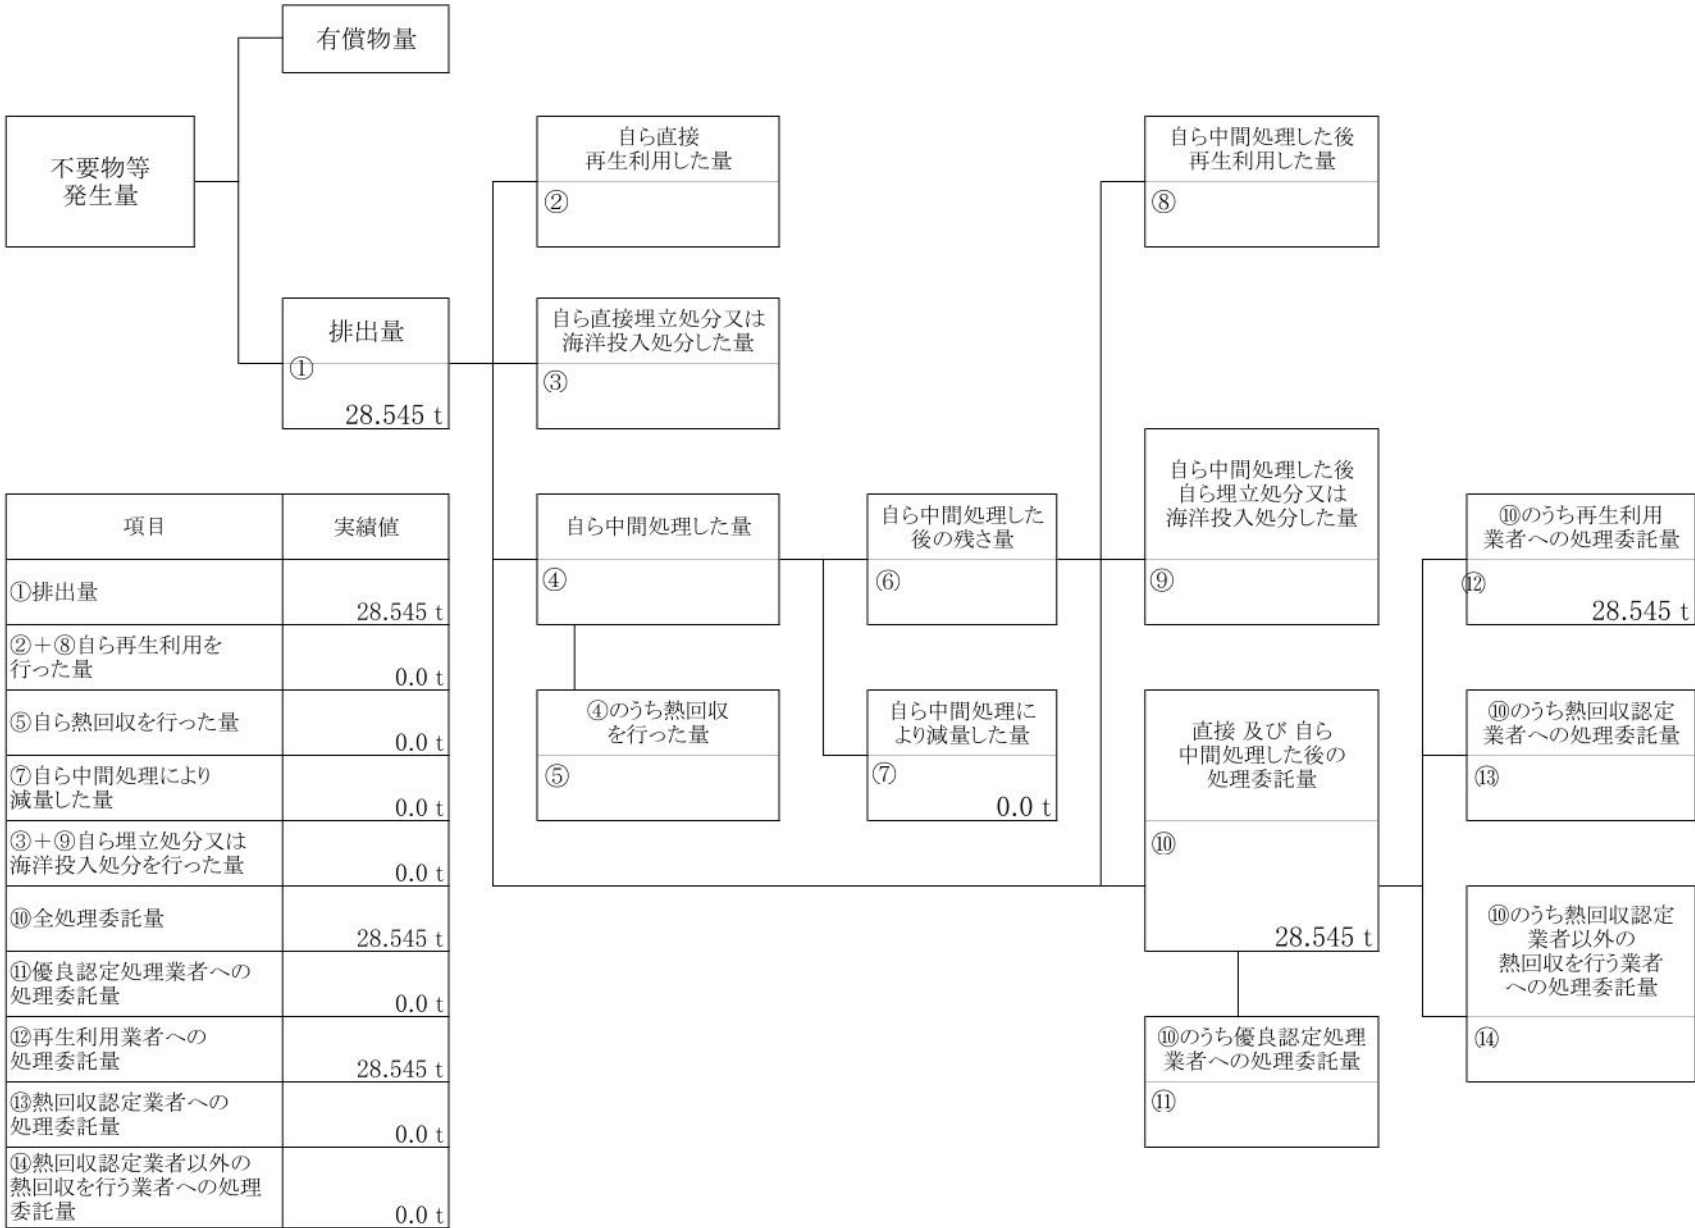 有償物量
不要物等
発生量
自ら直接
再生利用した量
②
自ら中間処理した後
再生利用した量
⑧
排出量
①
28.545 t
自ら直接埋立処分又は
海洋投入処分した量
③
自ら中間処理した量
④
自ら中間処理した
後の残さ量
⑥
自ら中間処理した後
自ら埋立処分又は
海洋投入処分した量
⑨
⑩のうち再生利用
業者への処理委託量
⑫
28.545 t
④のうち熱回収
を行った量
⑤
自ら中間処理に
より減量した量
⑦
0.0 t
直接 及び 自ら
中間処理した後の
処理委託量
⑩
28.545 t
⑩のうち熱回収認定
業者への処理委託量
⑬
⑩のうち熱回収認定
業者以外の
熱回収を行う業者
への処理委託量
⑭
⑩のうち優良認定処理
業者への処理委託量
⑪
項目 実績値
①排出量
28.545 t
②+⑧自ら再生利用を
行った量
0.0 t
⑤自ら熱回収を行った量
0.0 t
⑦自ら中間処理により
減量した量
0.0 t
③+⑨自ら埋立処分又は
海洋投入処分を行った量
0.0 t
⑩全処理委託量
28.545 t
⑪優良認定処理業者への
処理委託量
0.0 t
⑫再生利用業者への
処理委託量
28.545 t
⑬熱回収認定業者への
処理委託量
0.0 t
⑭熱回収認定業者以外の
熱回収を行う業者への処理
委託量
0.0 t